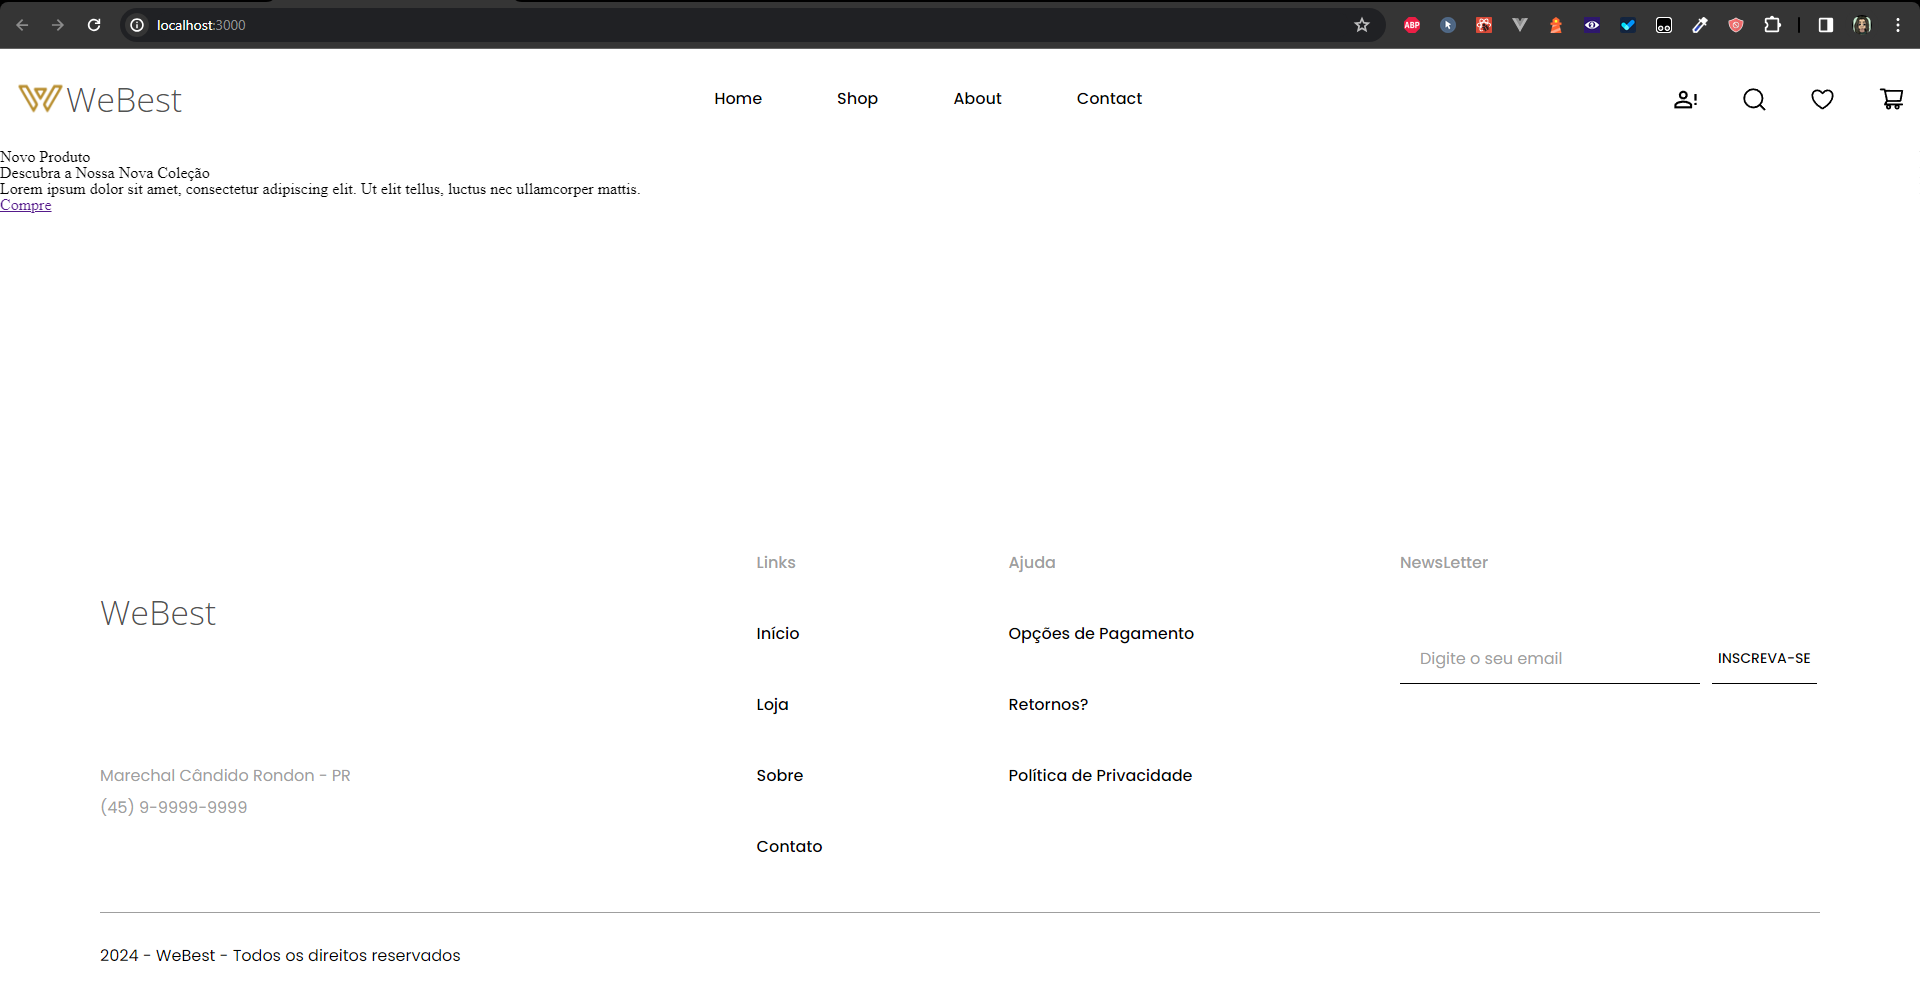 localhost:3000
ABP
WeBest
Home Shop About Contact
Novo Produto
Descubra a Nossa Nova Coleção
Lorem ipsum dolor sit amet, consectetur adipiscing elit. Ut elit tellus, luctus nec ullamcorper mattis.
Compre
WeBest
Marechal Cândido Rondon - PR
(45) 9-9999-9999
Links
Início
Loja
Sobre
Contato
Ajuda
Opções de Pagamento
Retornos?
Política de Privacidade
NewsLetter
Digite o seu email INSCREVA-SE
2024 - WeBest - Todos os direitos reservados